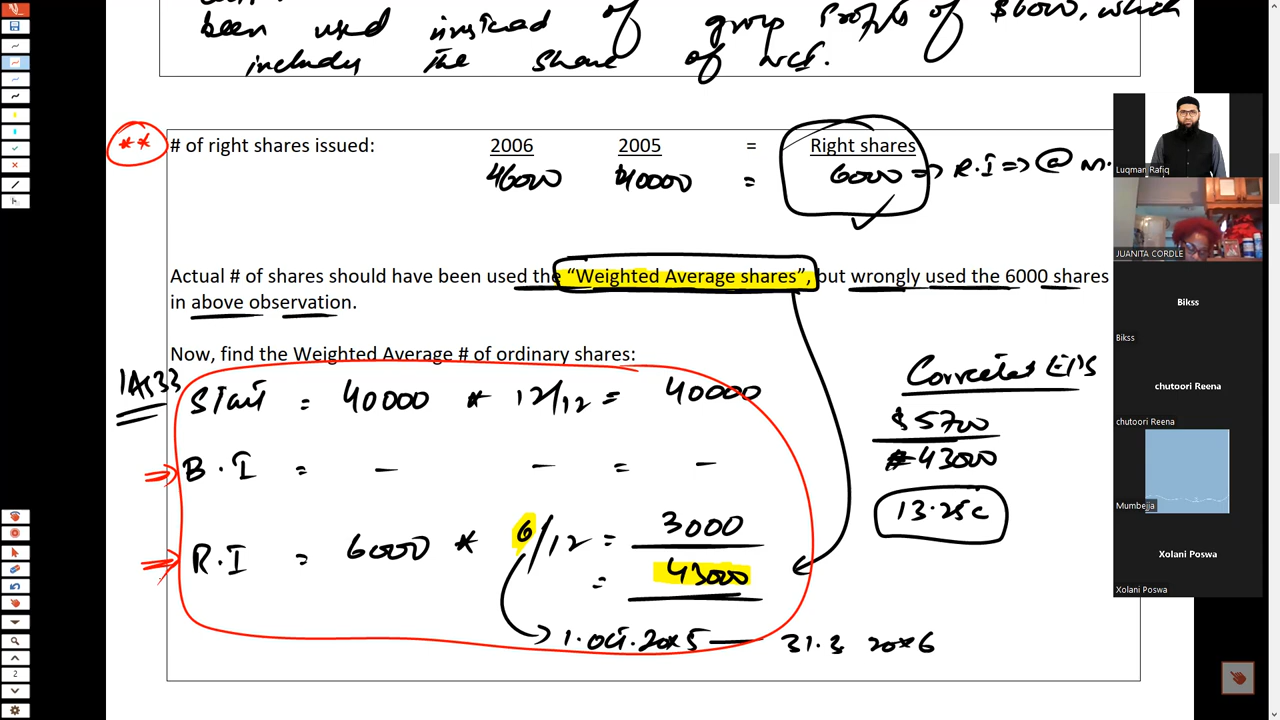 been used instead of group profits of $6000, which
includes the share of NCI.
** # of right shares issued: 2006 2005 = Right shares
46000 40000 = 6000 => R.I => @ M.
Luqman Rafiq
JUANITA CORDLE
Actual # of shares should have been used the “Weighted Average shares”, but wrongly used the 6000 shares
in above observation.
Bikss
Bikss
Now, find the Weighted Average # of ordinary shares:
IAS33
Start = 40000 * 12/12 = 40000
B.I = - - = -
R.I = 6000 * 6/12 = 3000
= 43000
1.Oct.20x5 — 31.3 20x6
Corrected EPS
$5700
43000
13.25c
chutoori Reena
chutoori Reena
Mumbejja
Xolani Poswa
Xolani Poswa
2